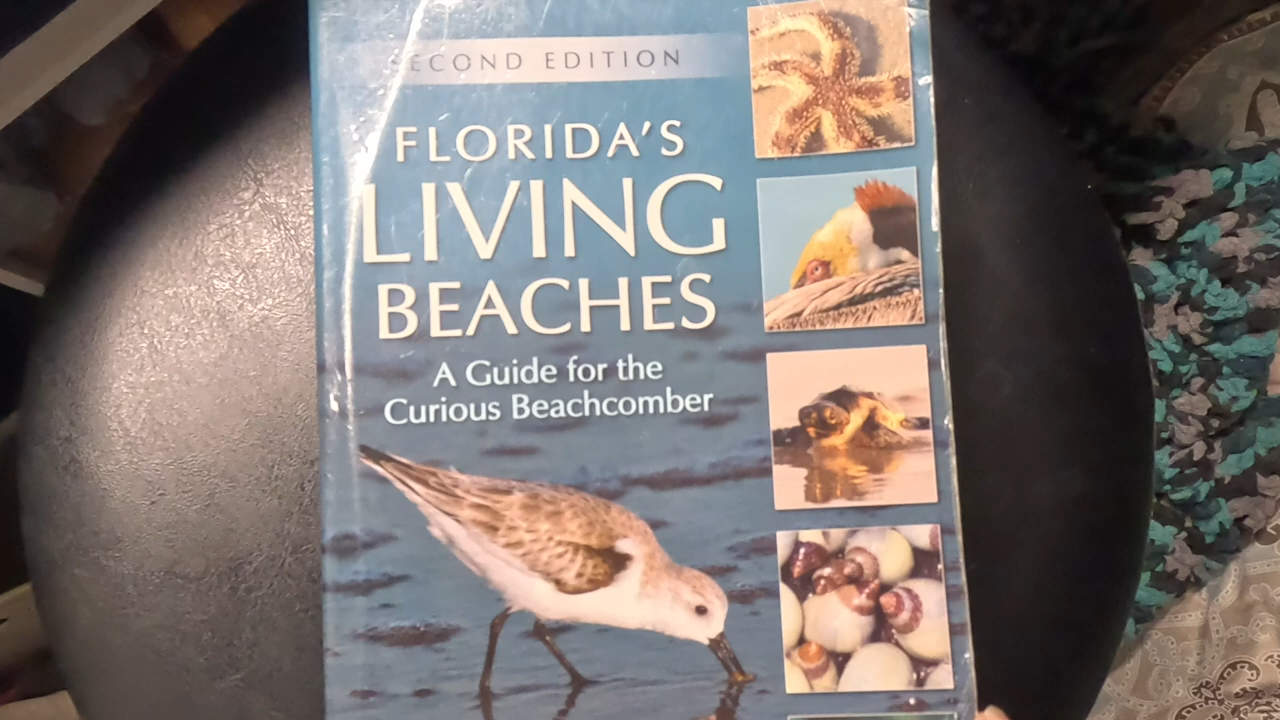 SECOND EDITION
FLORIDA'S
LIVING
BEACHES
A Guide for the
Curious Beachcomber